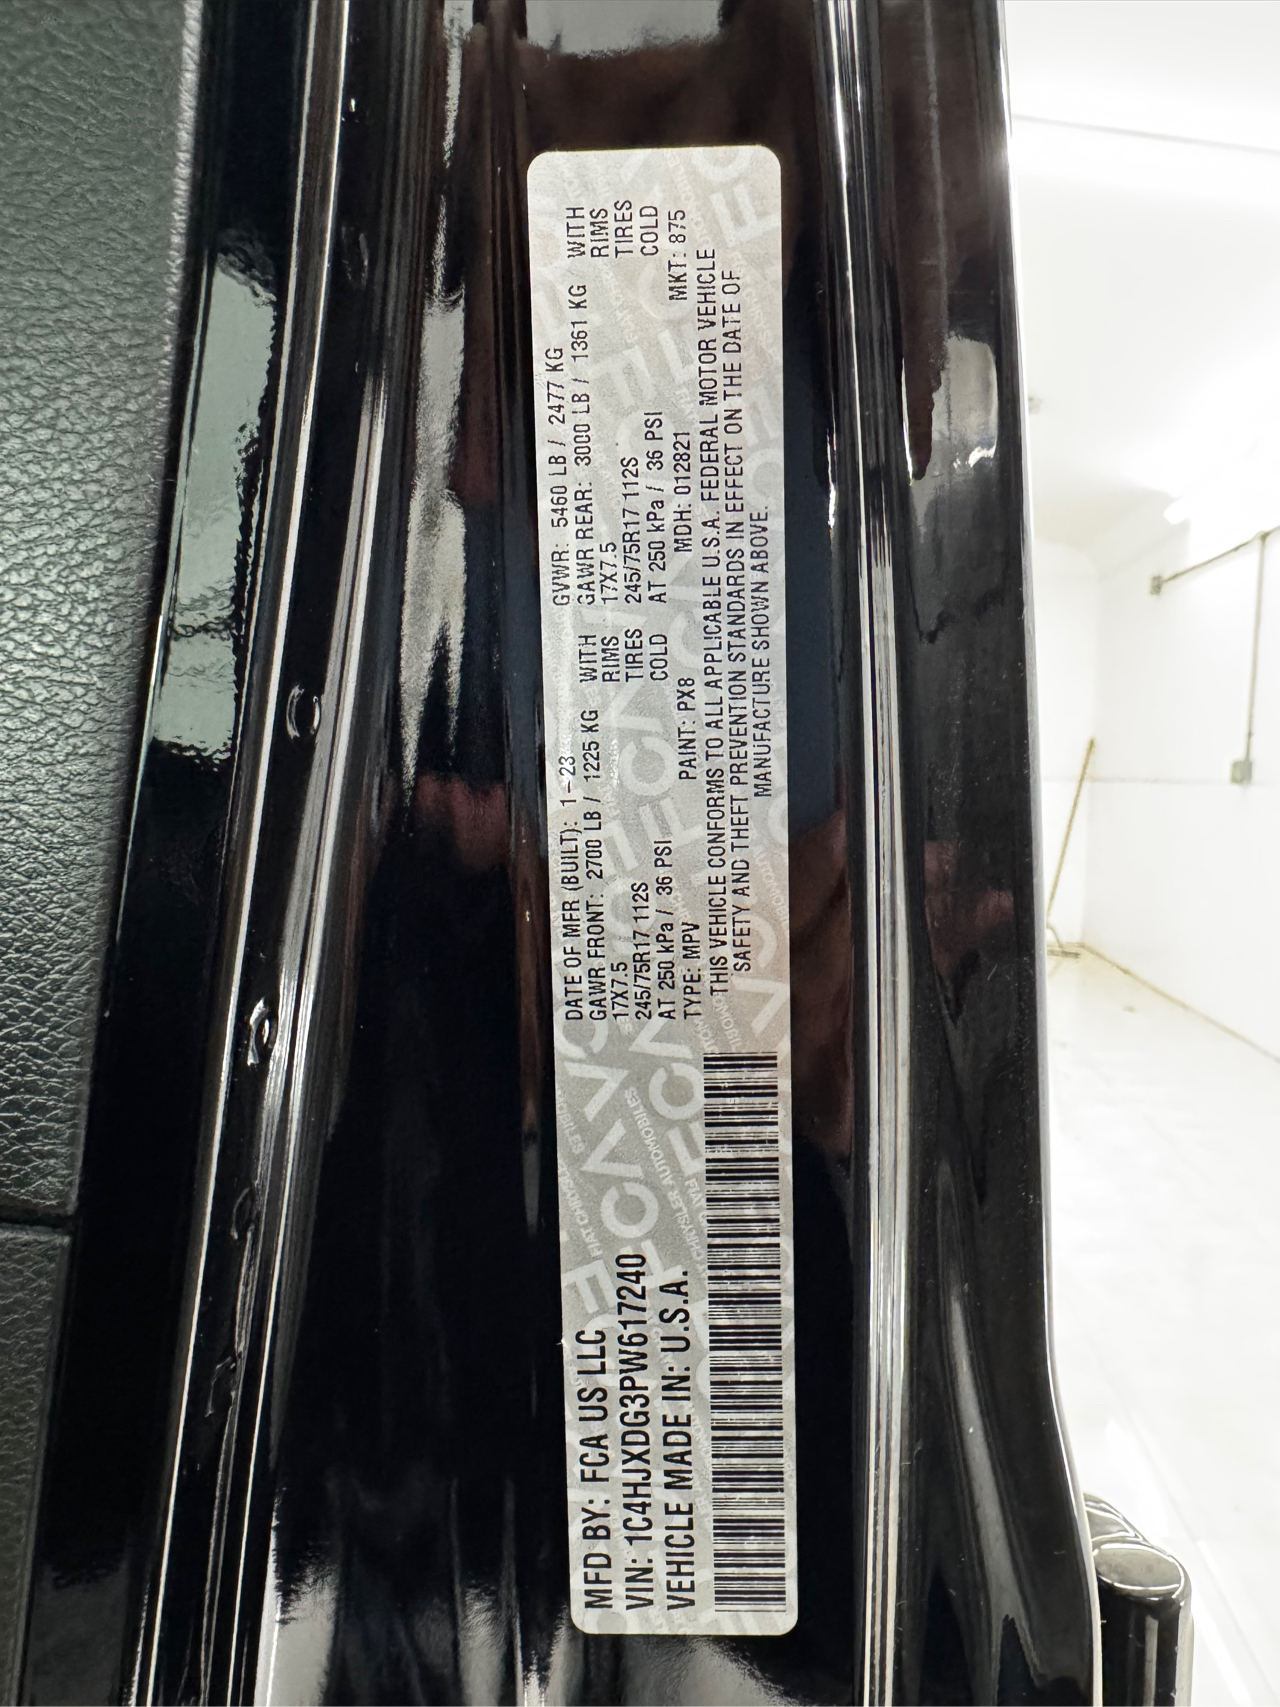 MFD BY: FCA US LLC
VIN: 1C4HJXDG3PW617240
VEHICLE MADE IN: U.S.A.
DATE OF MFR (BUILT): 1-23 GVWR: 5460 LB / 2477 KG
GAWR FRONT: 2700 LB / 1225 KG WITH GAWR REAR: 3000 LB / 1361 KG WITH
17X7.5 RIMS 17X7.5 RIMS
245/75R17 112S TIRES 245/75R17 112S TIRES
AT 250 kPa / 36 PSI COLD AT 250 kPa / 36 PSI COLD
TYPE: MPV PAINT: PX8 MDH: 012821 MKT: 875
THIS VEHICLE CONFORMS TO ALL APPLICABLE U.S.A. FEDERAL MOTOR VEHICLE
SAFETY AND THEFT PREVENTION STANDARDS IN EFFECT ON THE DATE OF
MANUFACTURE SHOWN ABOVE.